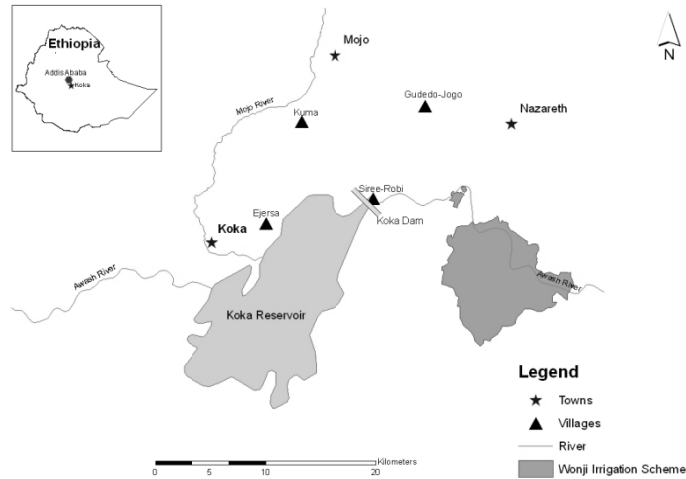 Ethiopia
Addis Ababa
Koka
Mojo
N
Mojo River
Gudedo-Jogo
Kuma
Nazareth
Siree-Robi
Ejersa
Koka Dam
Koka
Awash River
Awash River
Koka Reservoir
Legend
Towns
Villages
River
Wonji Irrigation Scheme
Kilometers
0 5 10 20